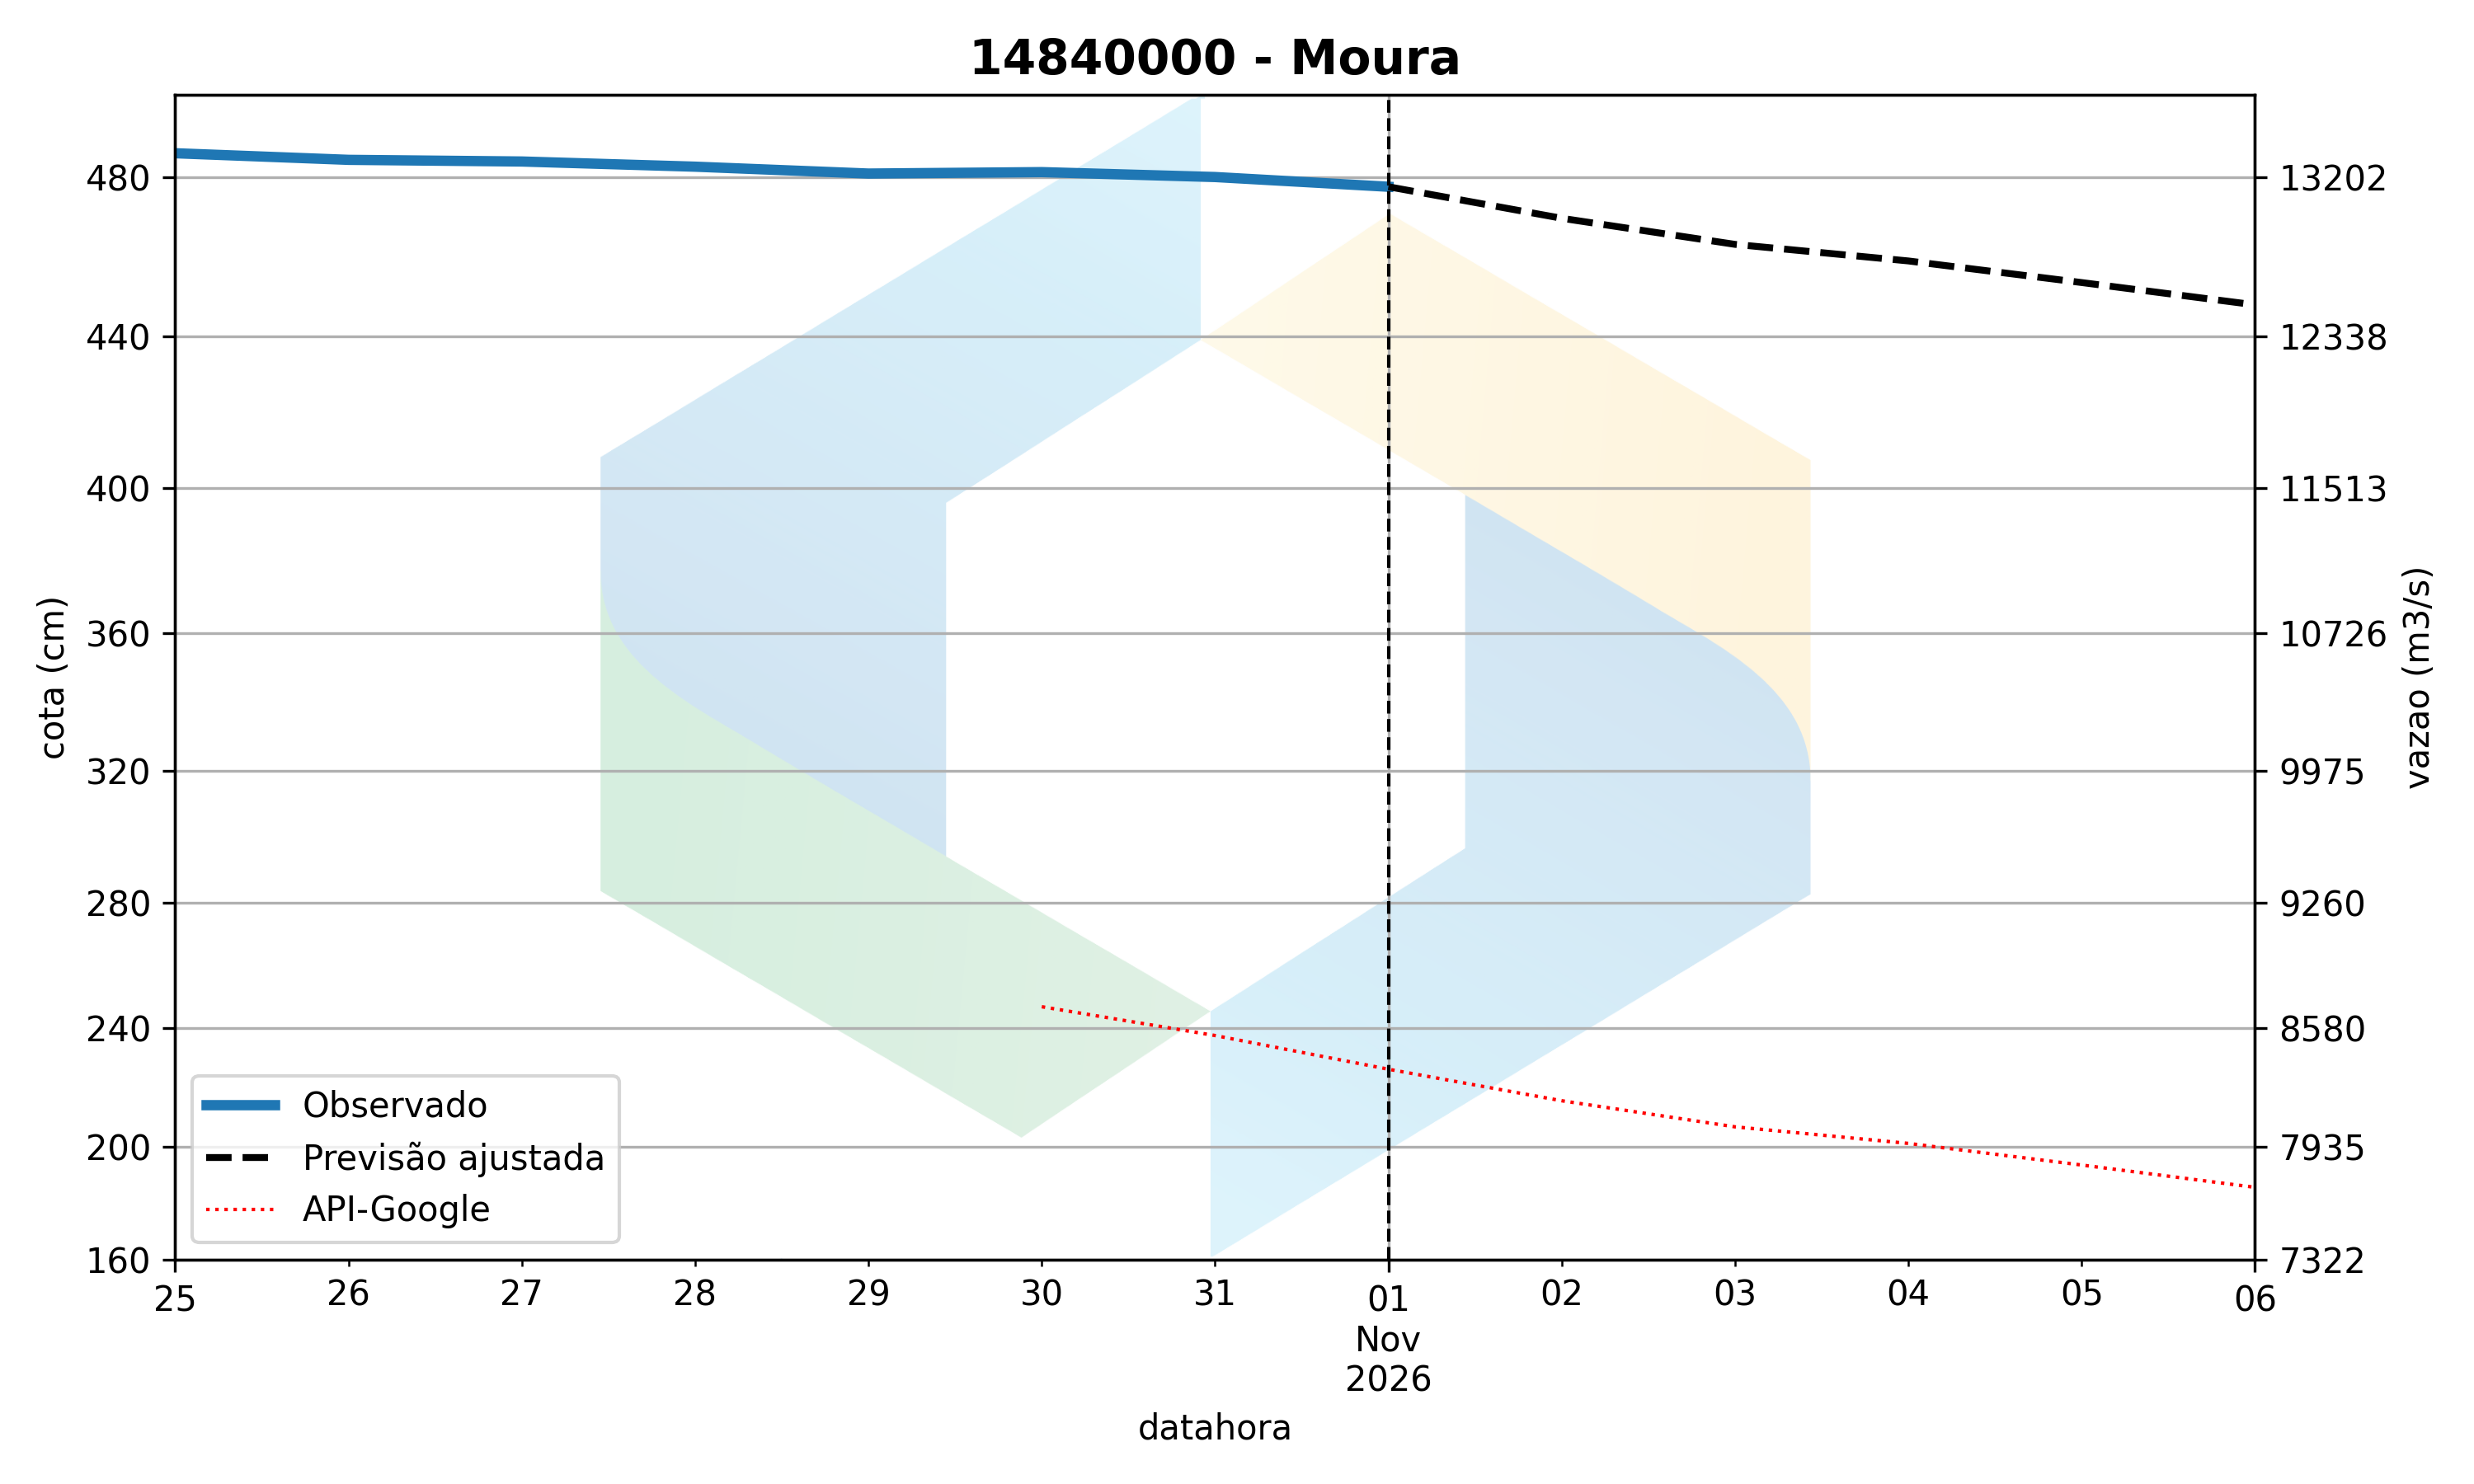 14840000 - Moura
cota (cm)
480
440
400
360
320
280
240
200
160
13202
12338
11513
10726
9975
9260
8580
7935
7322
vazao (m3/s)
Observado
Previsão ajustada
API-Google
25 26 27 28 29 30 31 01 02 03 04 05 06
Nov
2026
datahora